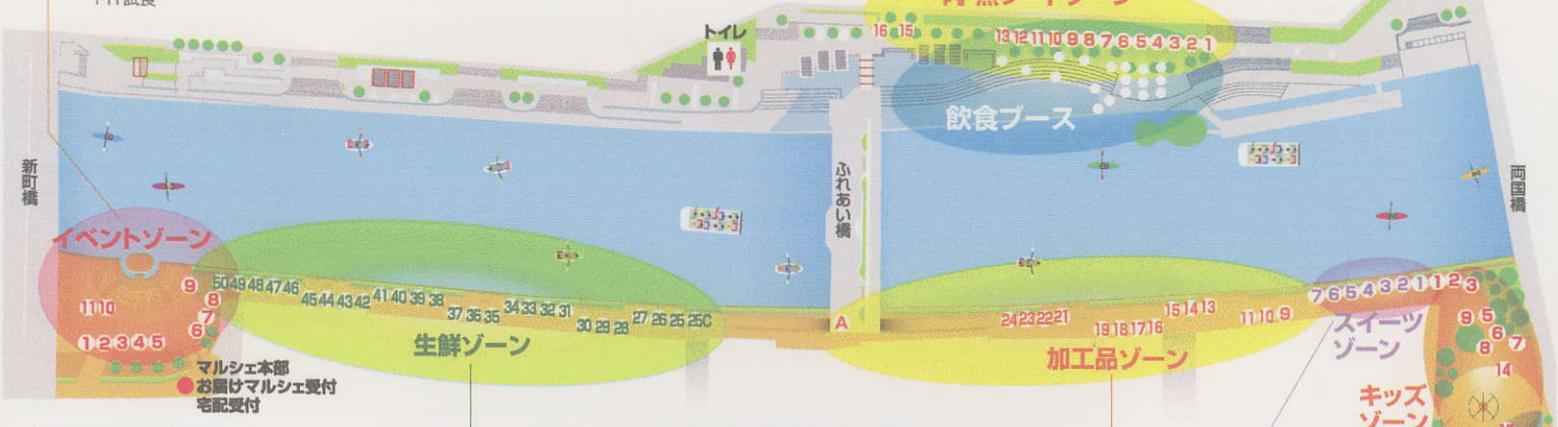 トイレ
16 15
13 12 11 10 9 8 7 6 5 4 3 2 1
飲食ブース
新町橋
ふれあい橋
両国橋
イベントゾーン
9
8
7
6
11 10
1 2 3 4 5
50 49 48 47 46
45 44 43 42
41 40 39 38
37 36 35
34 33 32 31
30 29 28
27 26 25 25C
生鮮ゾーン
マルシェ本部
お届けマルシェ受付
宅配受付
A
24 23 22 21
19 18 17 16
15 14 13
11 10 9
加工品ゾーン
7 6 5 4 3 2 1
スイーツ
ゾーン
1 2 3
9 5
6
8 7
14
キッズ
ゾーン